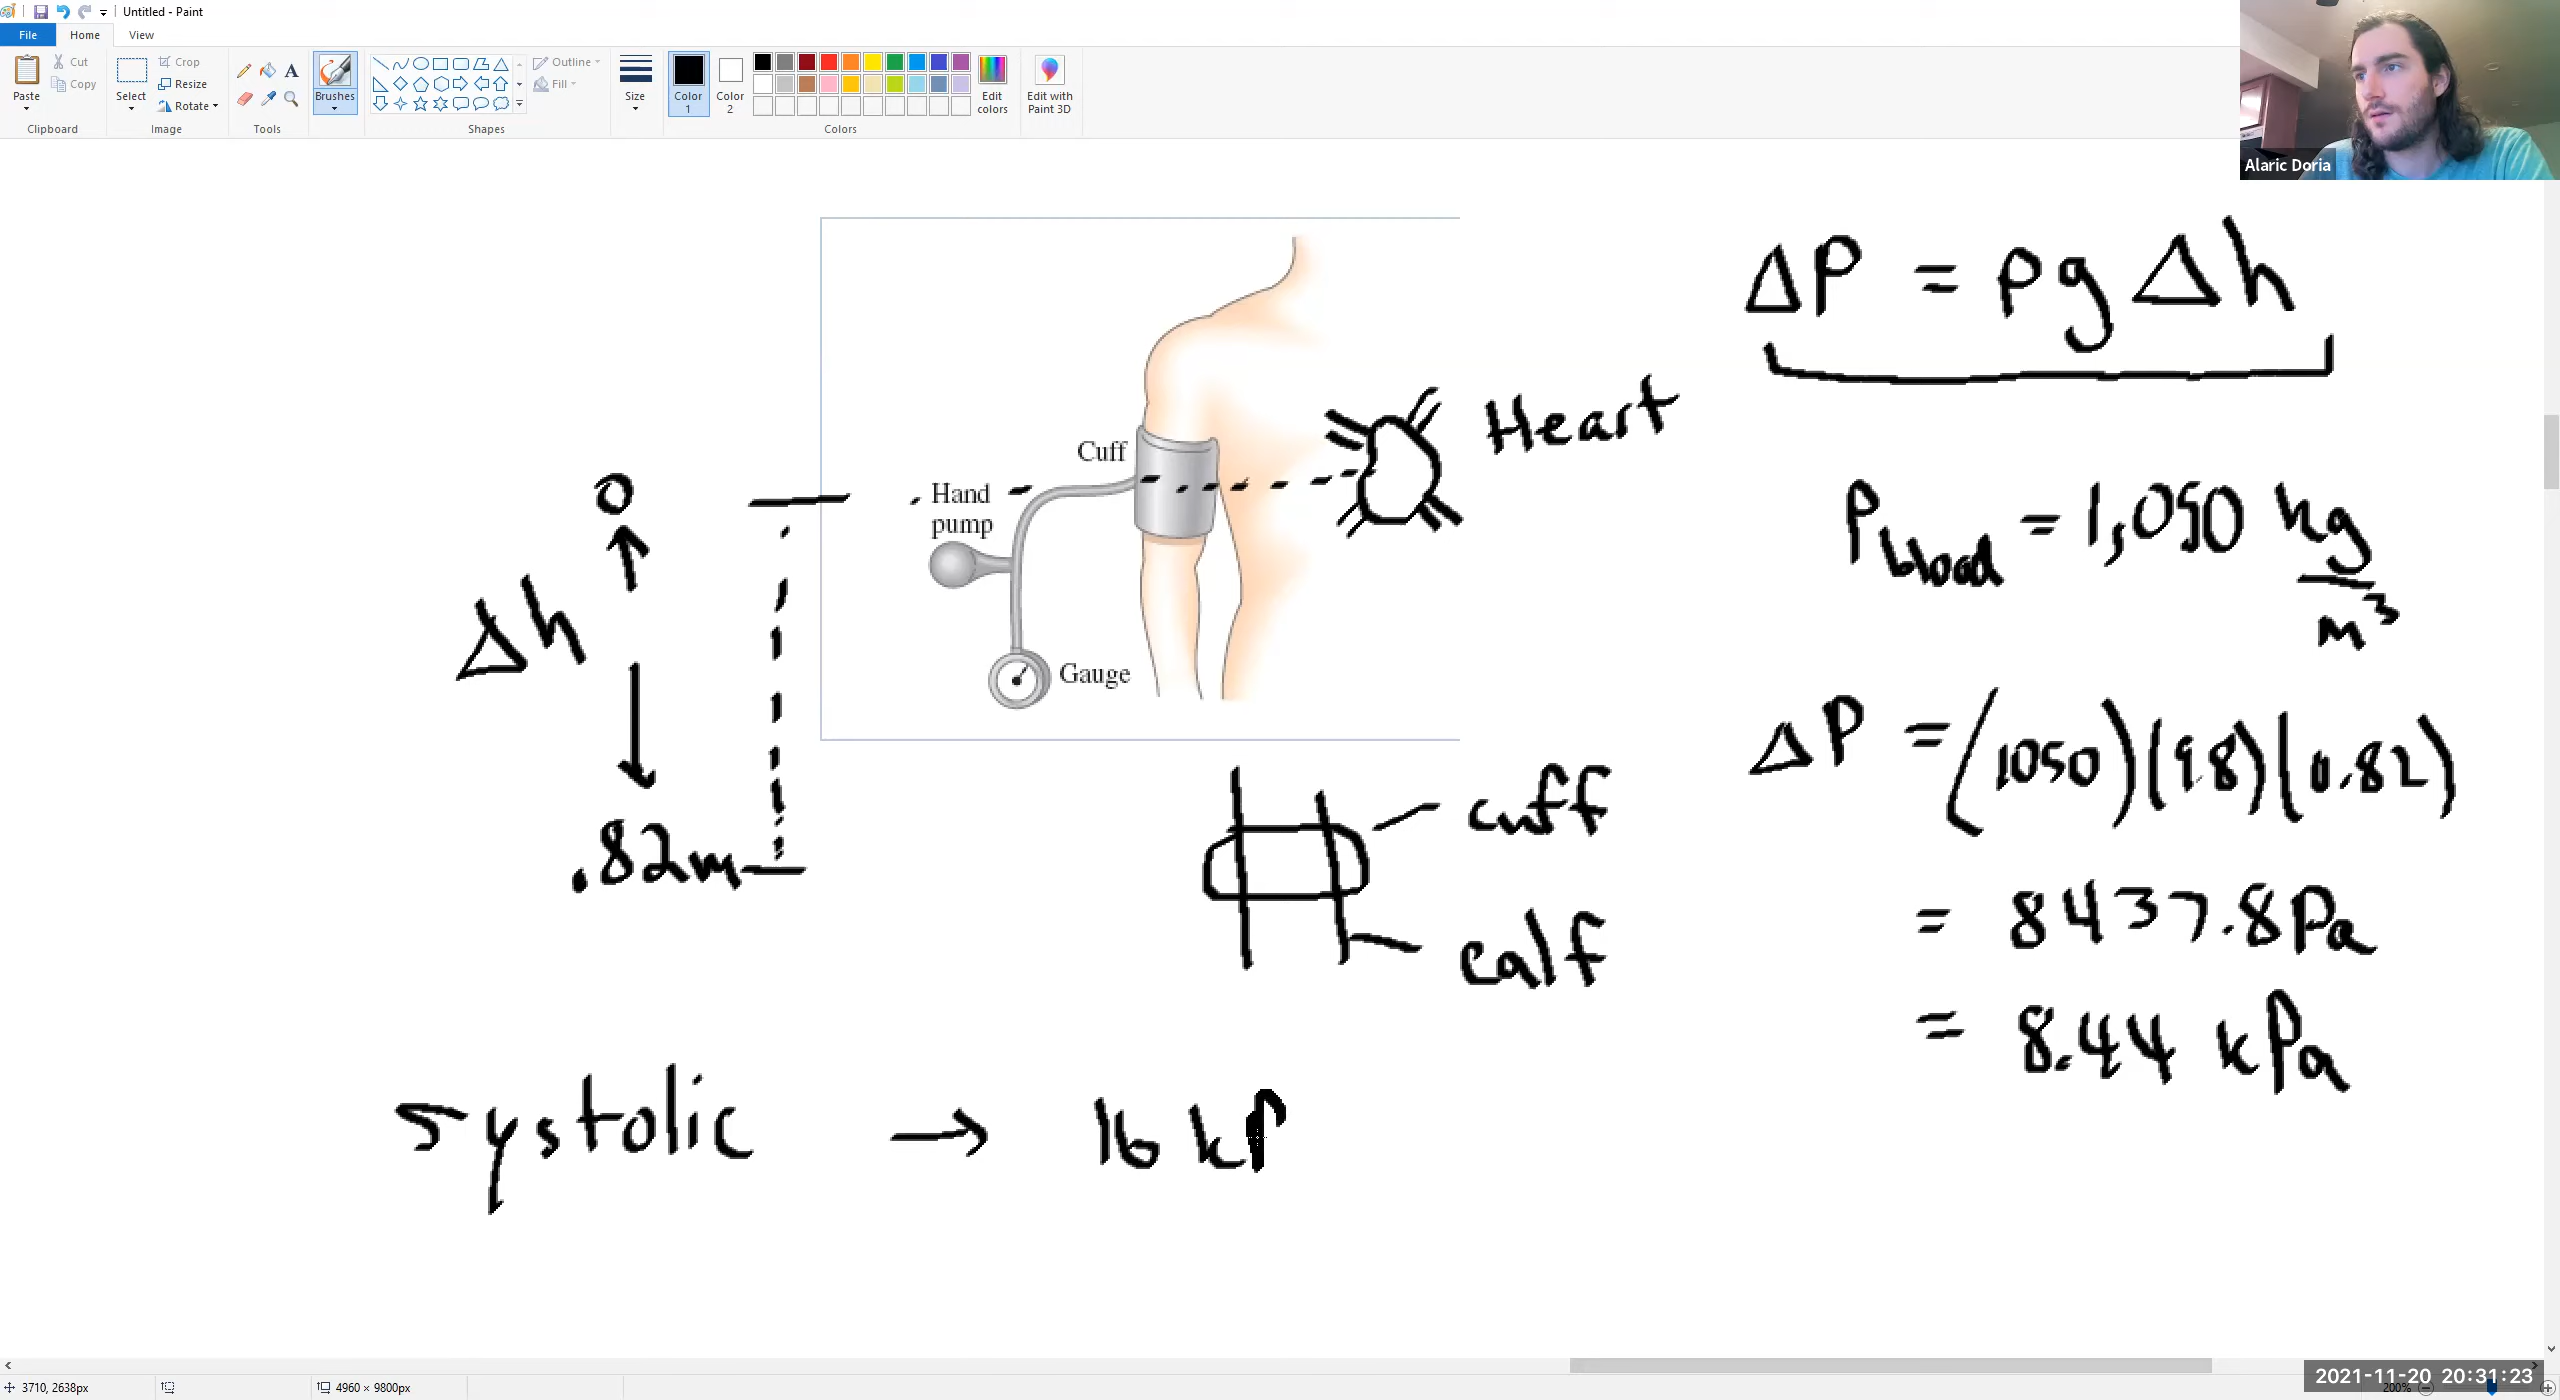 Untitled - Paint
File Home View
Paste
Cut
Copy
Clipboard
Select
Crop
Resize
Rotate
Image
Tools
Brushes
Shapes
Outline
Fill
Size
Color 1
Color 2
Colors
Edit colors
Edit with Paint 3D
Alaric Doria
ΔP = ρg Δh
Heart
Cuff
Hand pump
Gauge
0
Δh
.82m
ρblood = 1,050 kg/m³
ΔP = (1050)(9.8)(0.82)
= 8437.8Pa
= 8.44 kPa
cuff
calf
systolic → 16 kP
3710, 2638px
4960 × 9800px
200%
2021-11-20 20:31:23